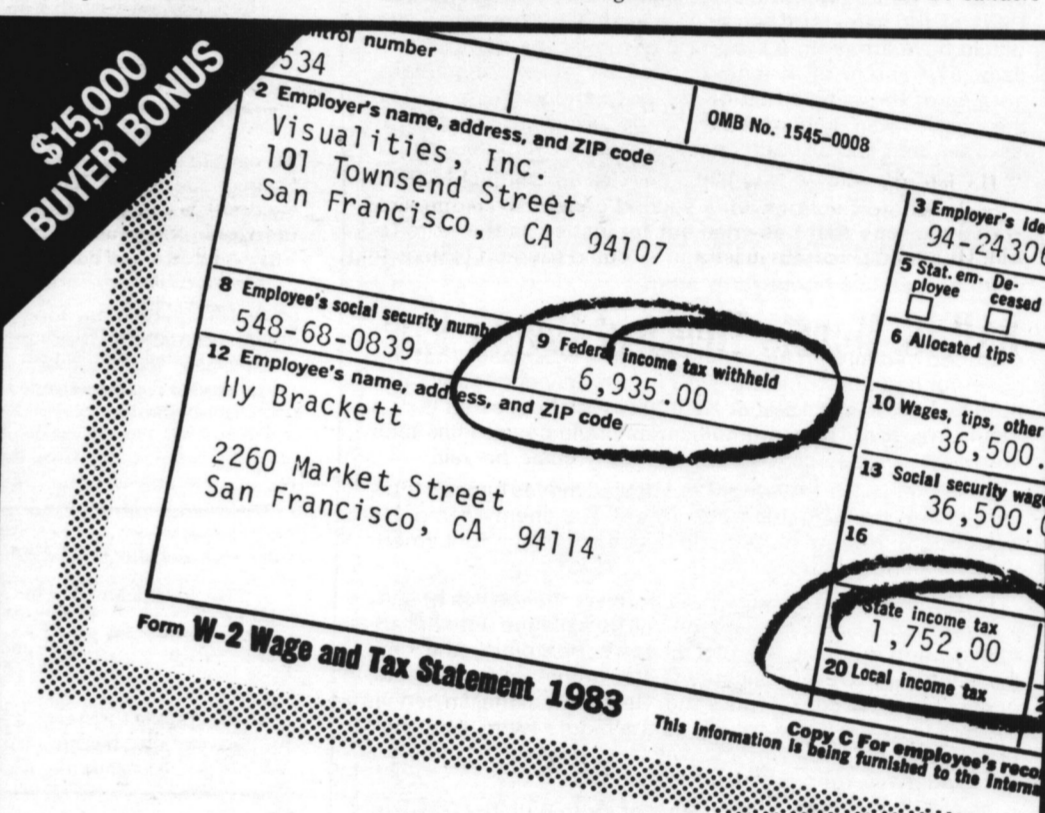 $15,000
BUYER BONUS
ntrol number
534
OMB No. 1545-0008
2 Employer's name, address, and ZIP code
Visualities, Inc.
101 Townsend Street
San Francisco, CA 94107
3 Employer's Ide
94-2430
5 Stat. em- De-
ployee ceased
6 Allocated tips
8 Employee's social security numb
548-68-0839
9 Federal income tax withheld
6,935.00
10 Wages, tips, other
36,500.
12 Employee's name, address, and ZIP code
Hy Brackett
2260 Market Street
San Francisco, CA 94114
13 Social security wag
36,500.
16
State income tax
1,752.00
20 Local income tax
Form W-2 Wage and Tax Statement 1983
Copy C For employee's reco
This information is being furnished to the Interna